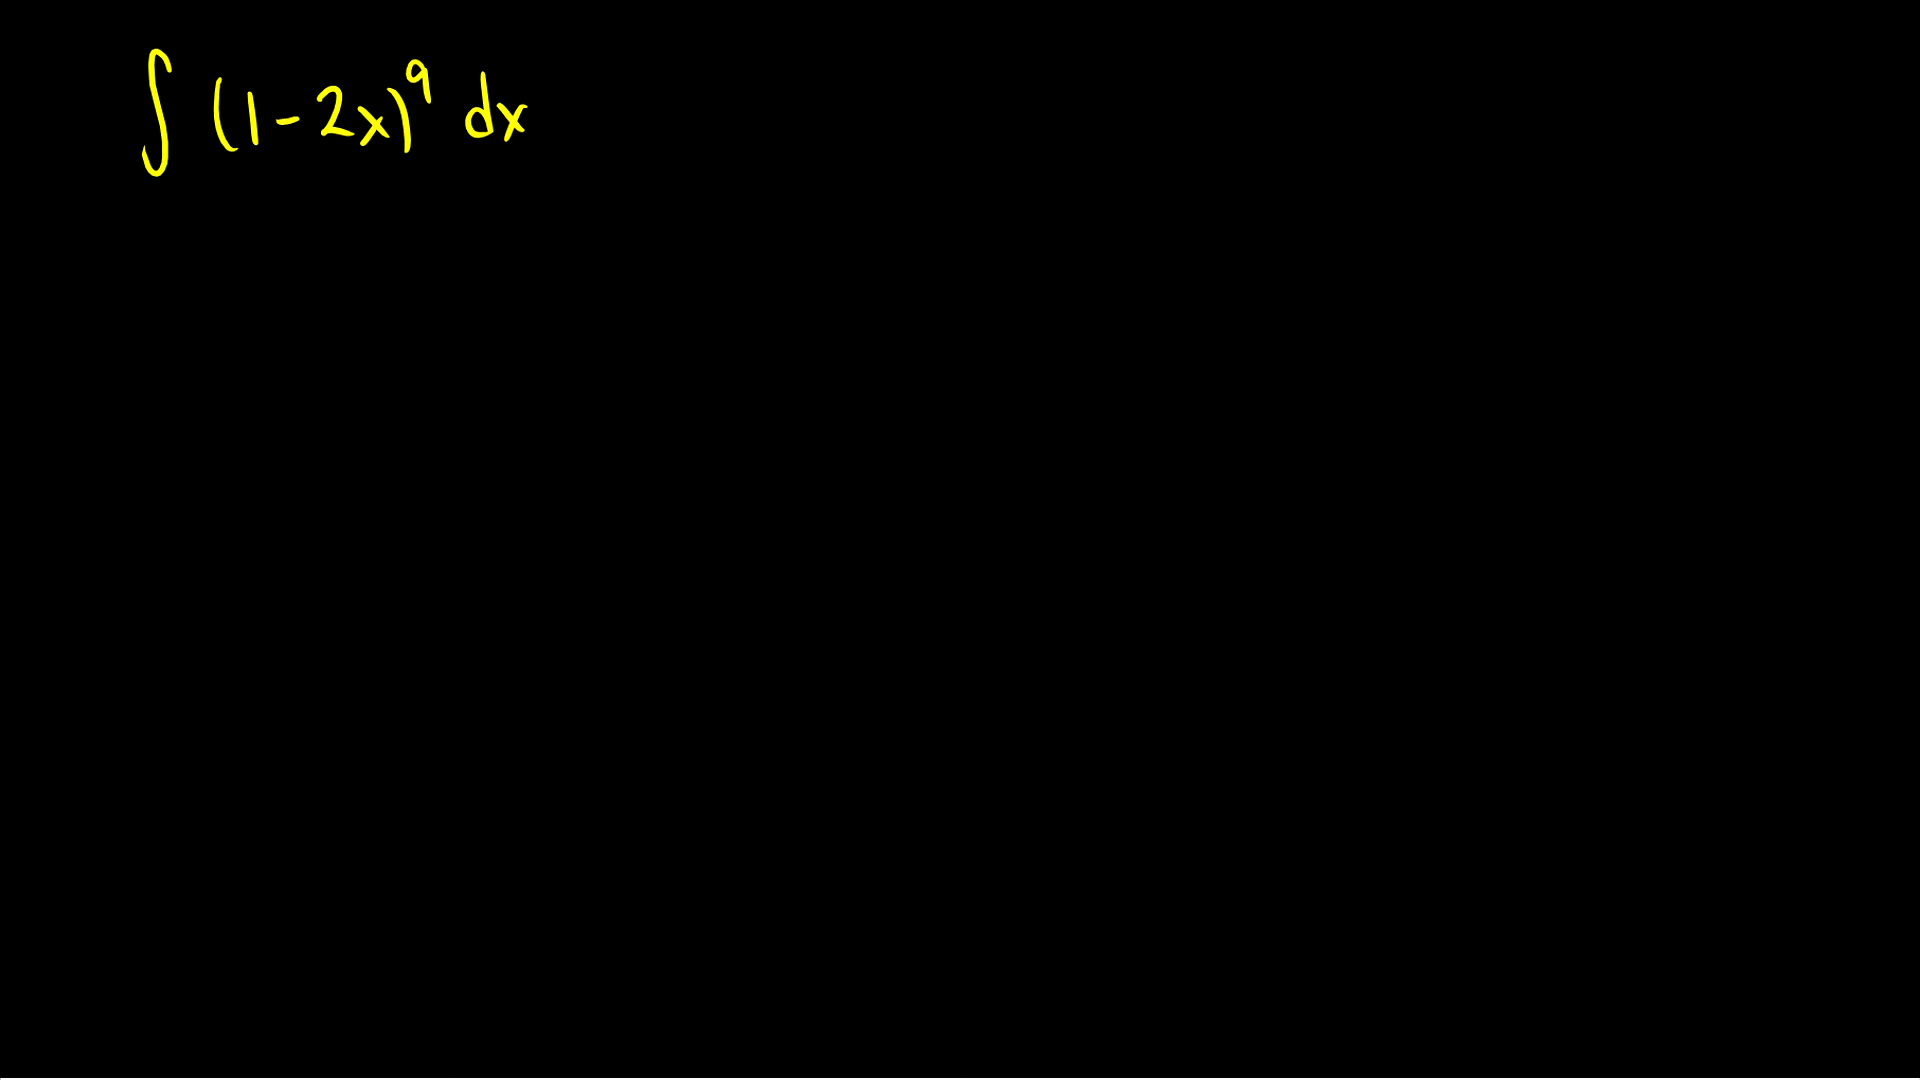 ∫ (1-2x)⁹ dx